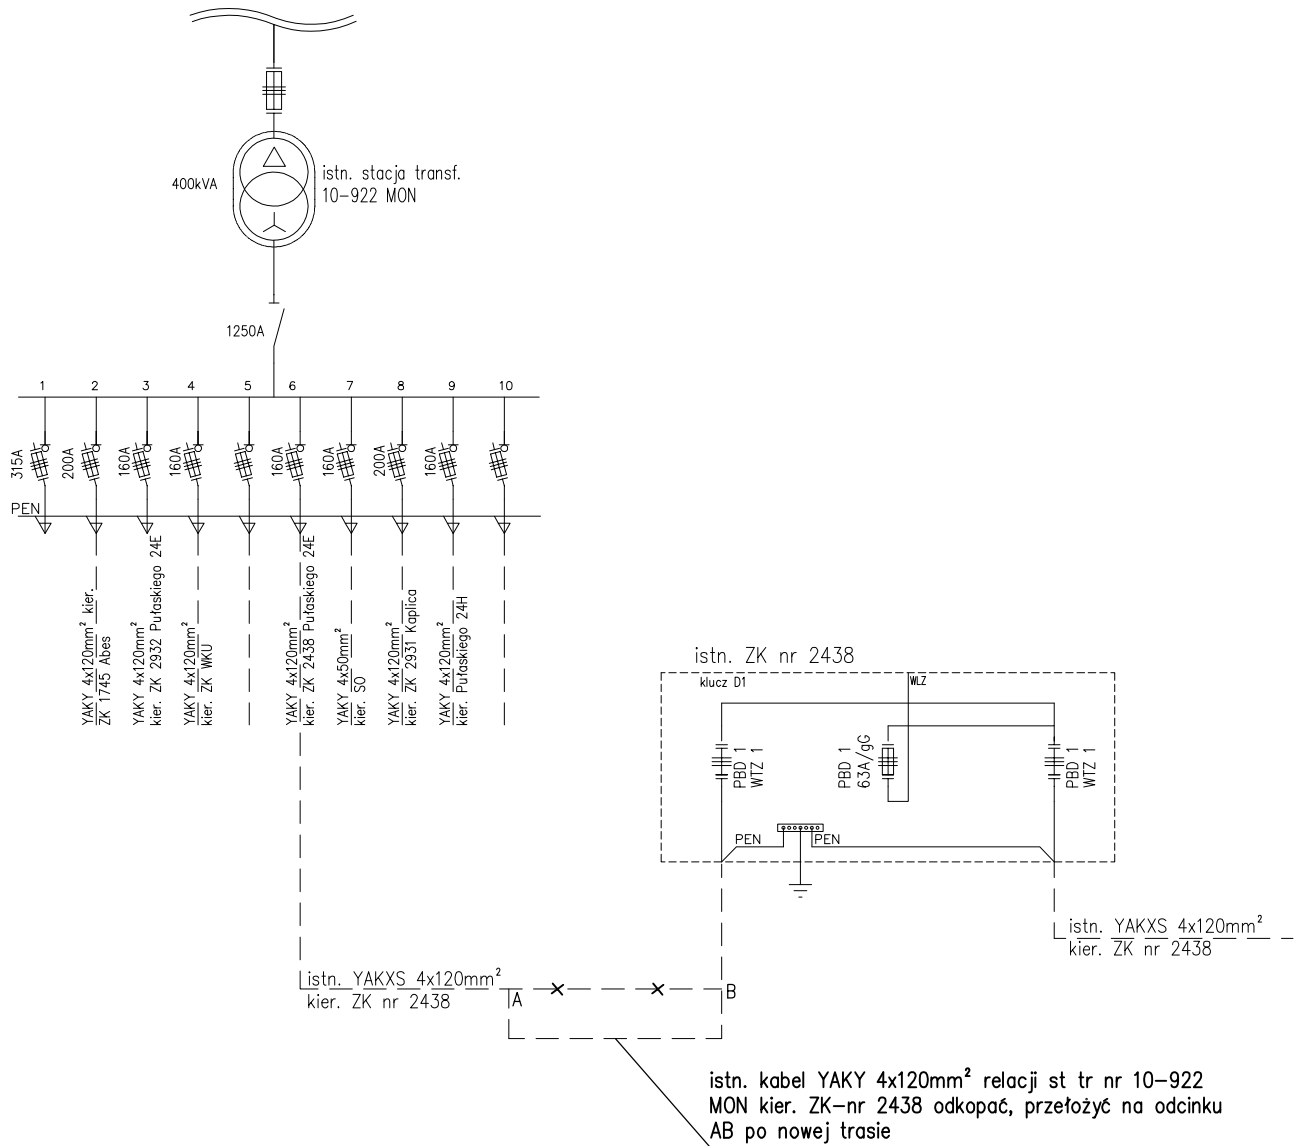 400kVA
istn. stacja transf.
10-922 MON
1250A
1
2
3
4
5
6
7
8
9
10
315A
200A
160A
160A
160A
160A
200A
160A
PEN
YAKY 4x120mm² kier.
ZK 1745 Abes
YAKY 4x120mm²
kier. ZK 2932 Pułaskiego 24E
YAKY 4x120mm²
kier. ZK WKU
YAKY 4x120mm²
kier. ZK 2438 Pułaskiego 24E
YAKY 4x50mm²
kier. SO
YAKY 4x120mm²
kier. ZK 2931 Kaplica
YAKY 4x120mm²
kier. Pułaskiego 24H
istn. ZK nr 2438
klucz D1
WLZ
PBD 1
WTZ 1
PBD 1
63A/gG
PBD 1
WTZ 1
PEN
PEN
istn. YAKXS 4x120mm²
kier. ZK nr 2438
istn. YAKXS 4x120mm²
kier. ZK nr 2438
A
B
istn. kabel YAKY 4x120mm² relacji st tr nr 10-922
MON kier. ZK-nr 2438 odkopać, przełożyć na odcinku
AB po nowej trasie